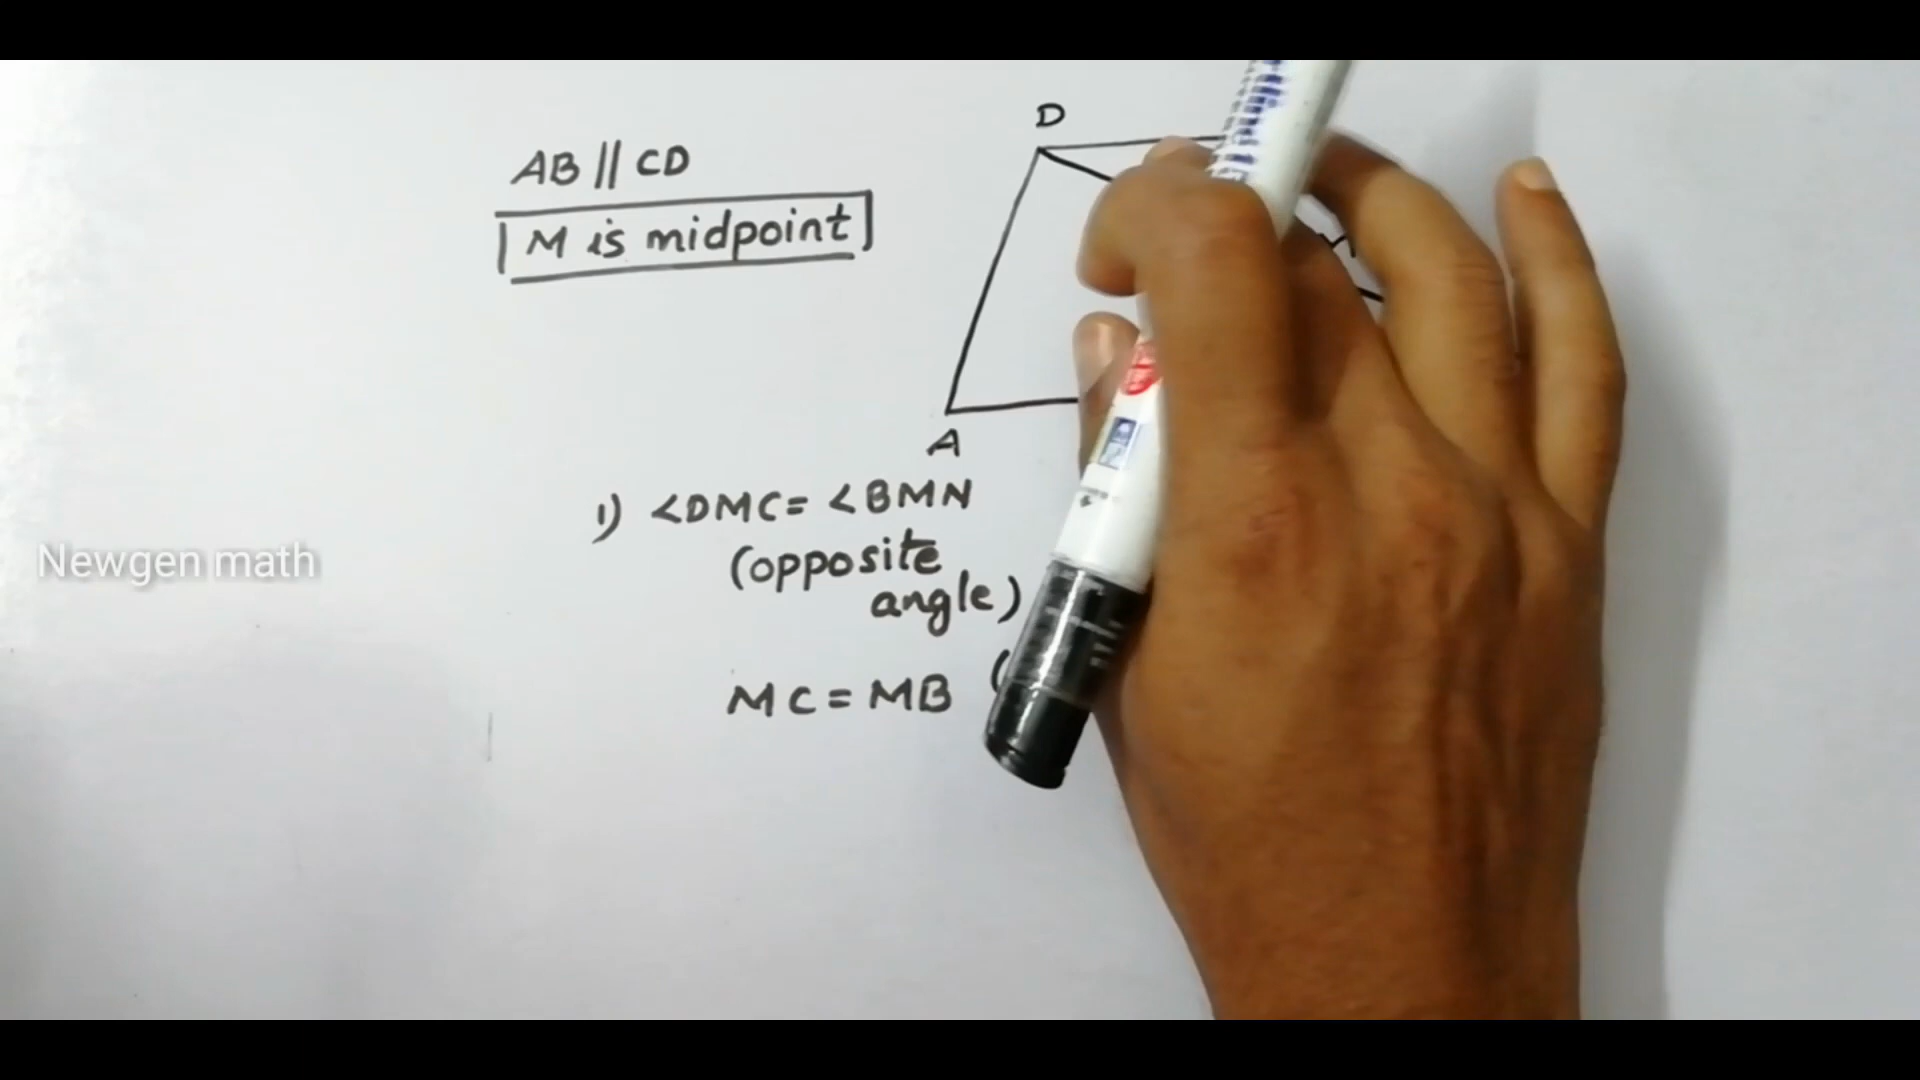 D
AB || CD
M is midpoint
A
1) <DMC = <BMN
(opposite
angle)
Newgen math
MC = MB (